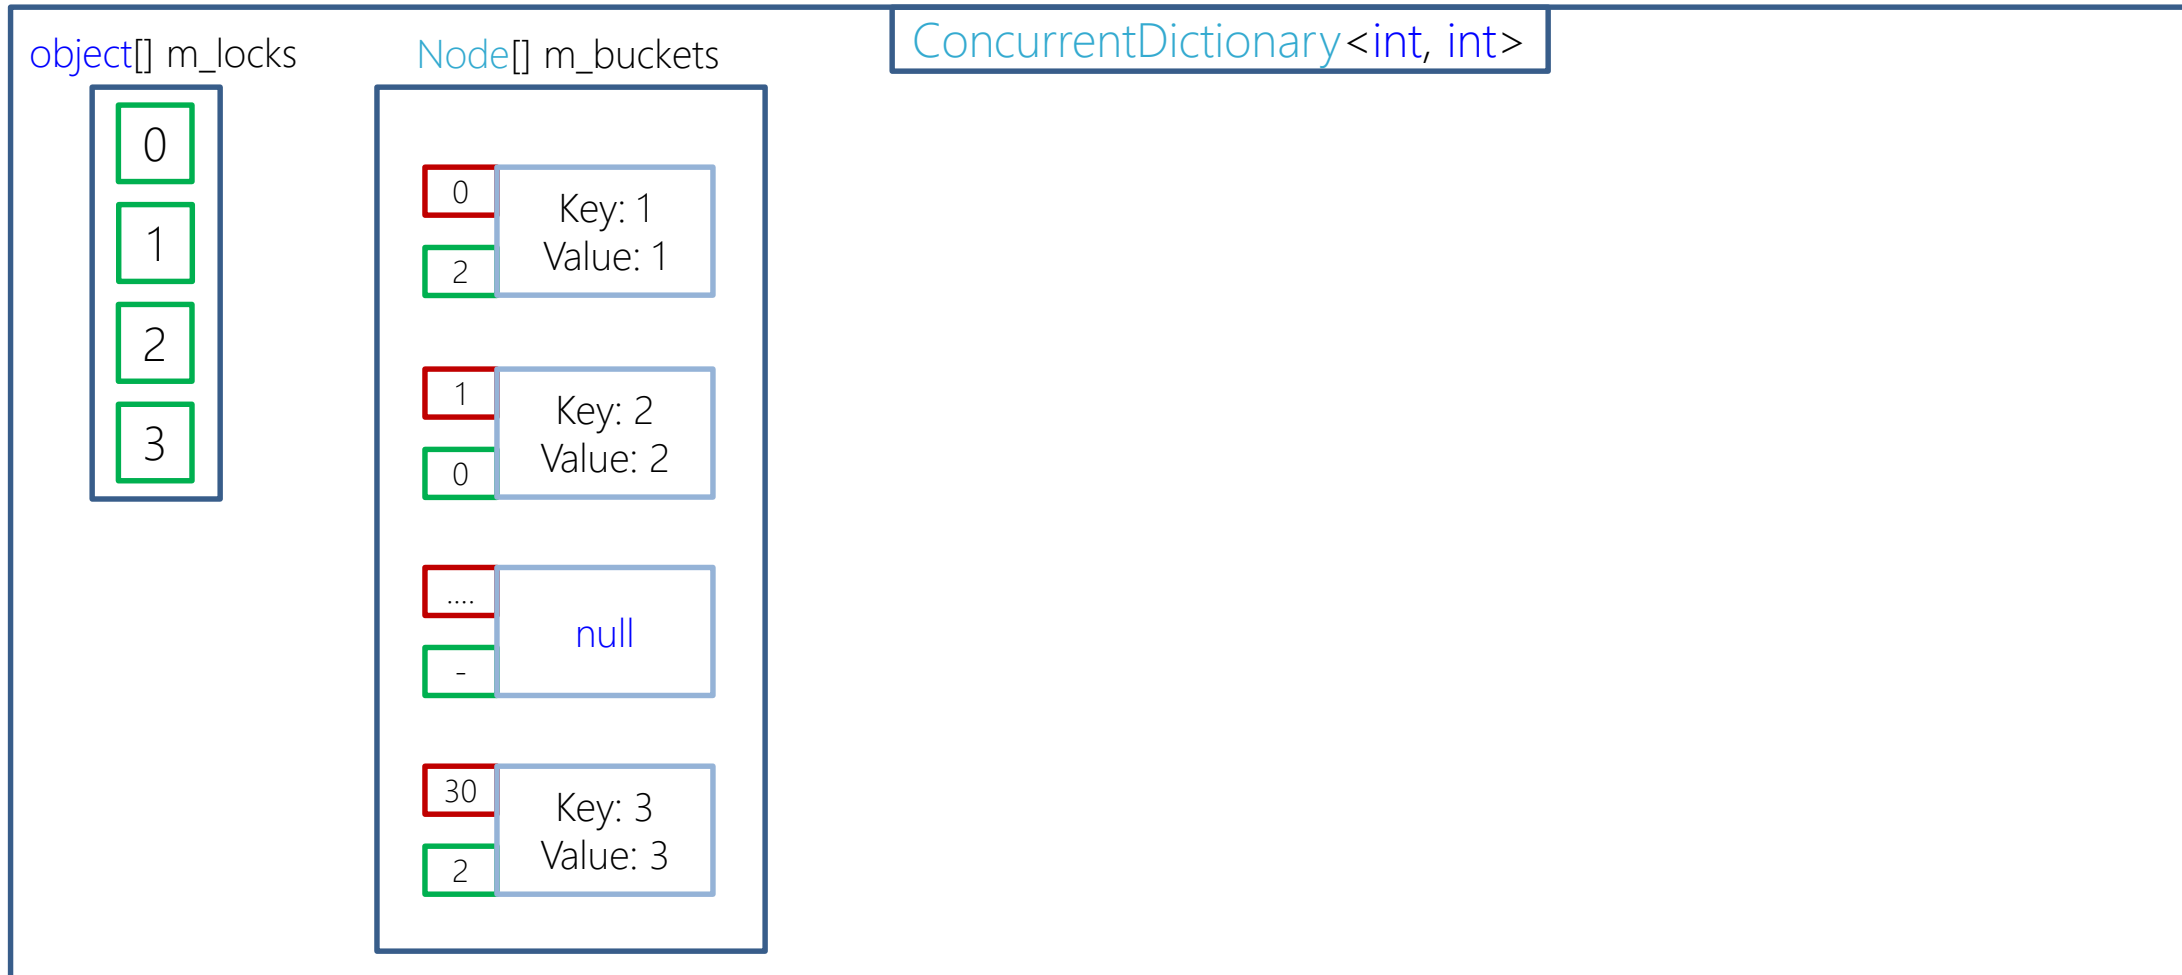 ConcurrentDictionary<int, int>
object[] m_locks
0
1
2
3
Node[] m_buckets
0
2
Key: 1
Value: 1
1
0
Key: 2
Value: 2
....
-
null
30
2
Key: 3
Value: 3